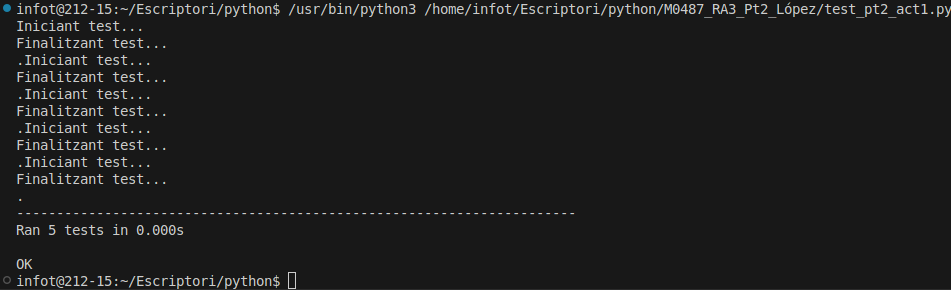 infot@212-15:~/Escriptori/python$ /usr/bin/python3 /home/infot/Escriptori/python/M0487_RA3_Pt2_López/test_pt2_act1.py
Iniciant test...
Finalitzant test...
.Iniciant test...
Finalitzant test...
.Iniciant test...
Finalitzant test...
.Iniciant test...
Finalitzant test...
.Iniciant test...
Finalitzant test...
.
----------------------------------------------------------------------
Ran 5 tests in 0.000s

OK
infot@212-15:~/Escriptori/python$